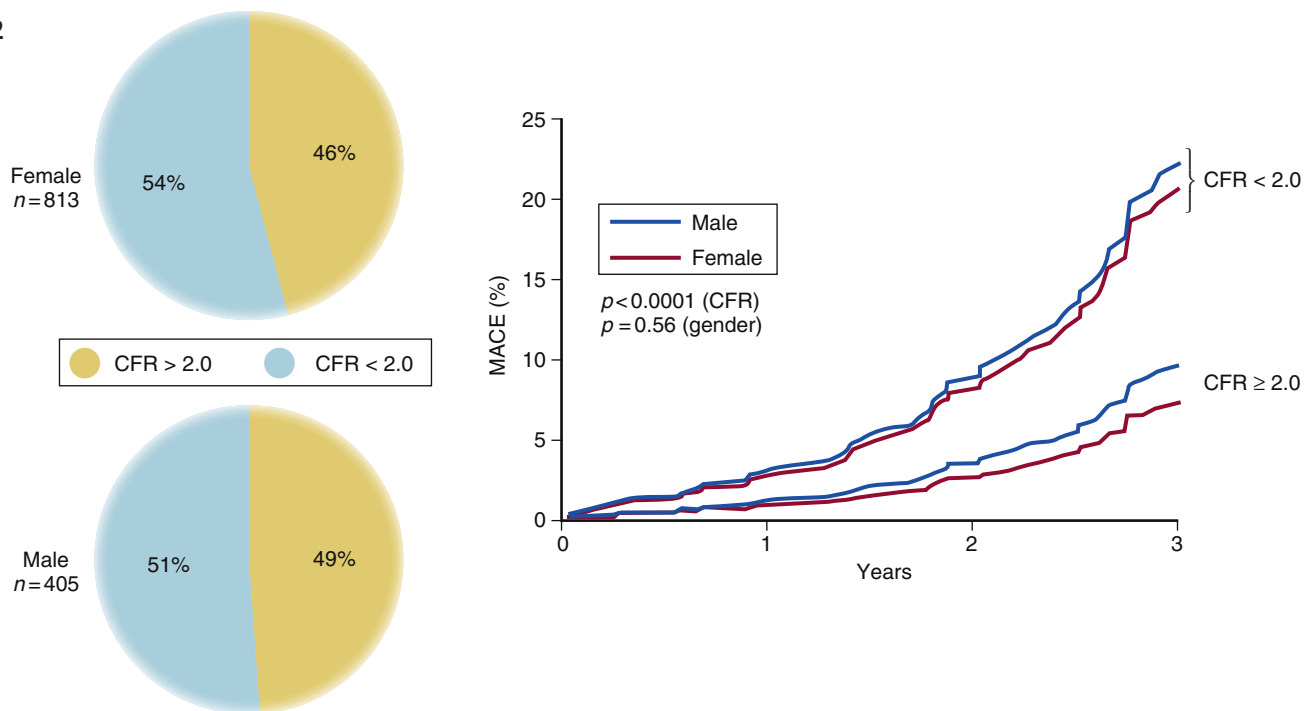 2
46%
54%
Female
n=813
CFR > 2.0 CFR < 2.0
49%
51%
Male
n=405
25
20
15
10
5
0
MACE (%)
Male
Female
p<0.0001 (CFR)
p=0.56 (gender)
CFR < 2.0
CFR ≥ 2.0
0 1 2 3
Years